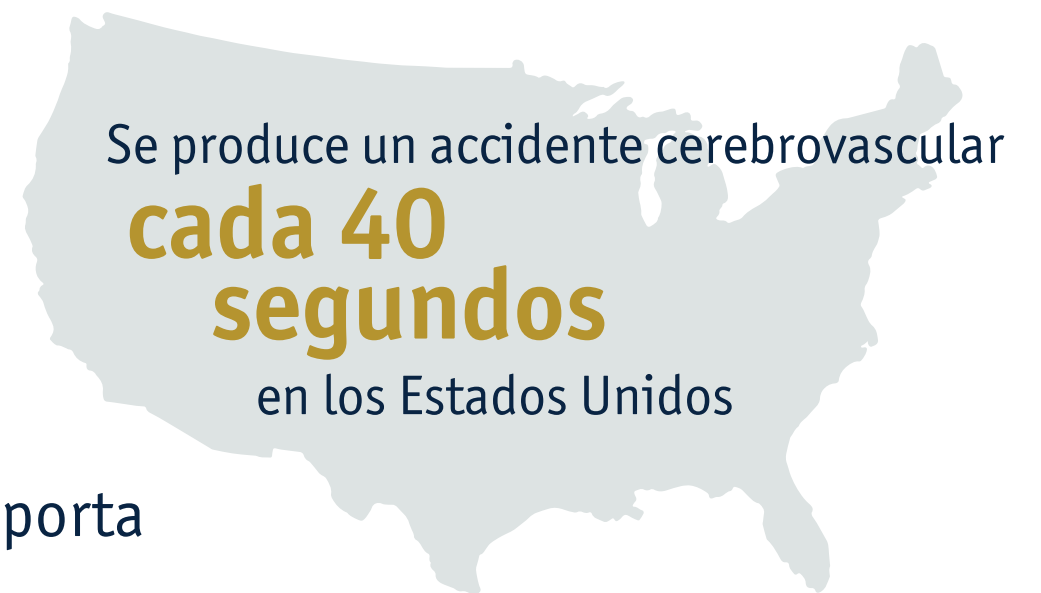 Se produce un accidente cerebrovascular
cada 40
segundos
en los Estados Unidos
porta